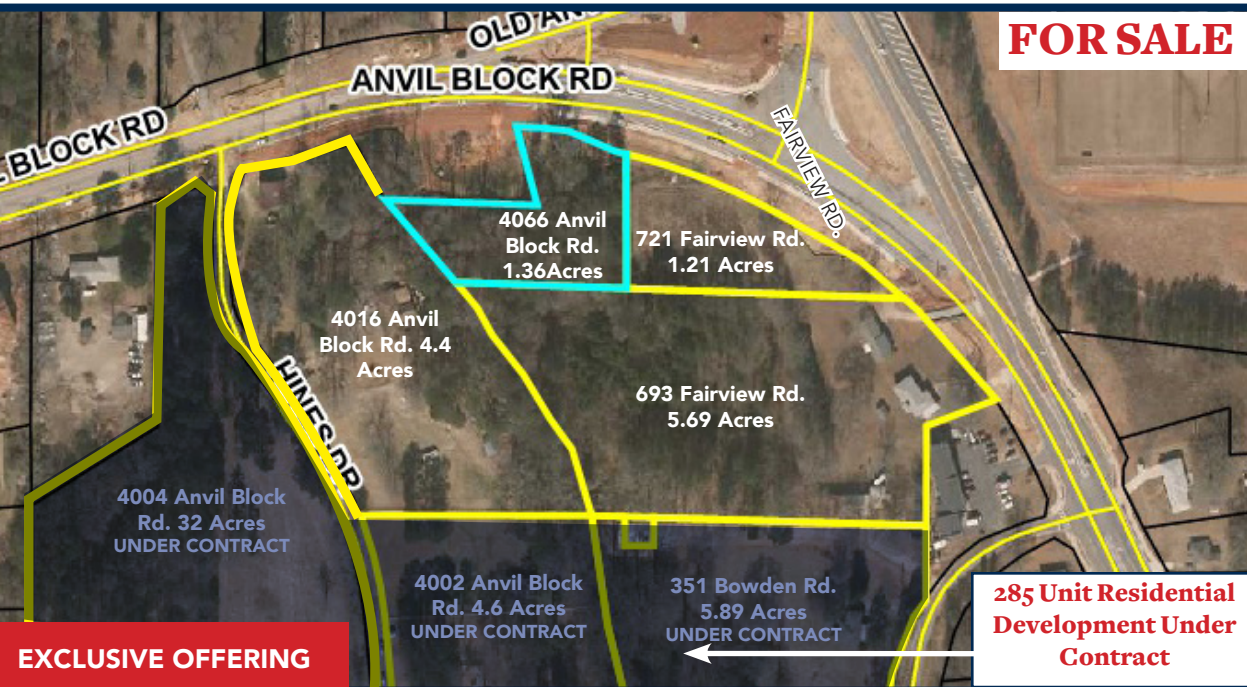 OLD AN
FOR SALE
ANVIL BLOCK RD
BLOCK RD
FAIRVIEW RD.
4066 Anvil
Block Rd.
1.36Acres
721 Fairview Rd.
1.21 Acres
4016 Anvil
Block Rd. 4.4
Acres
HINES DR
693 Fairview Rd.
5.69 Acres
4004 Anvil Block
Rd. 32 Acres
UNDER CONTRACT
4002 Anvil Block
Rd. 4.6 Acres
UNDER CONTRACT
351 Bowden Rd.
5.89 Acres
UNDER CONTRACT
285 Unit Residential
Development Under
Contract
EXCLUSIVE OFFERING